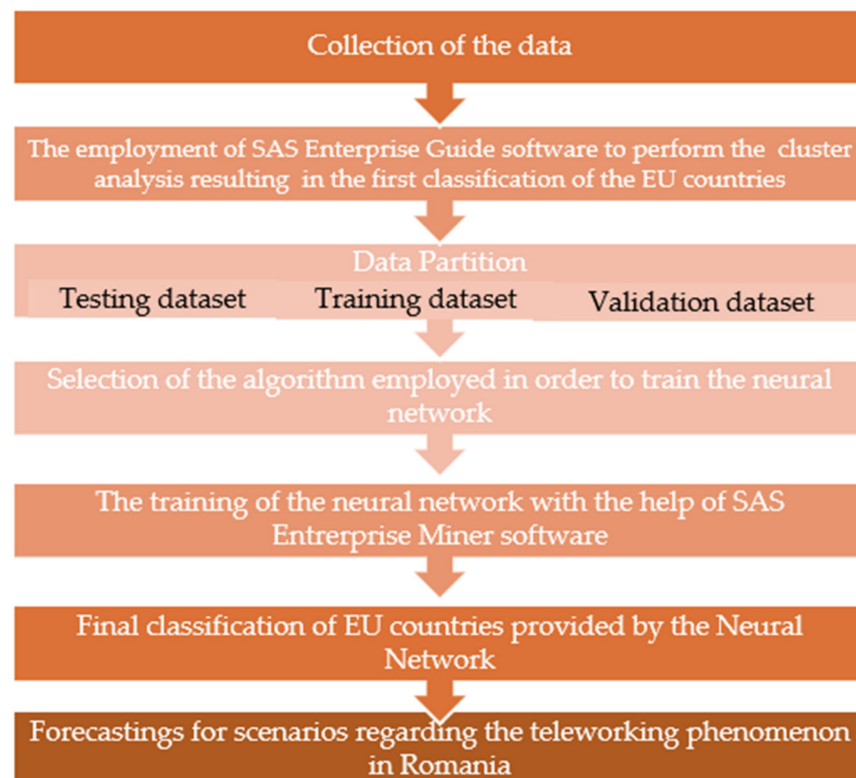 Collection of the data
The employment of SAS Enterprise Guide software to perform the cluster
analysis resulting in the first classification of the EU countries
Data Partition
Testing dataset Training dataset Validation dataset
Selection of the algorithm employed in order to train the neural
network
The training of the neural network with the help of SAS
Entrerprise Miner software
Final classification of EU countries provided by the Neural
Network
Forecastings for scenarios regarding the teleworking phenomenon
in Romania